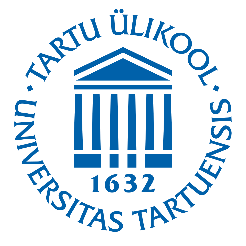 · TARTU ÜLIKOOL ·
UNIVERSITAS TARTUENSIS
1632